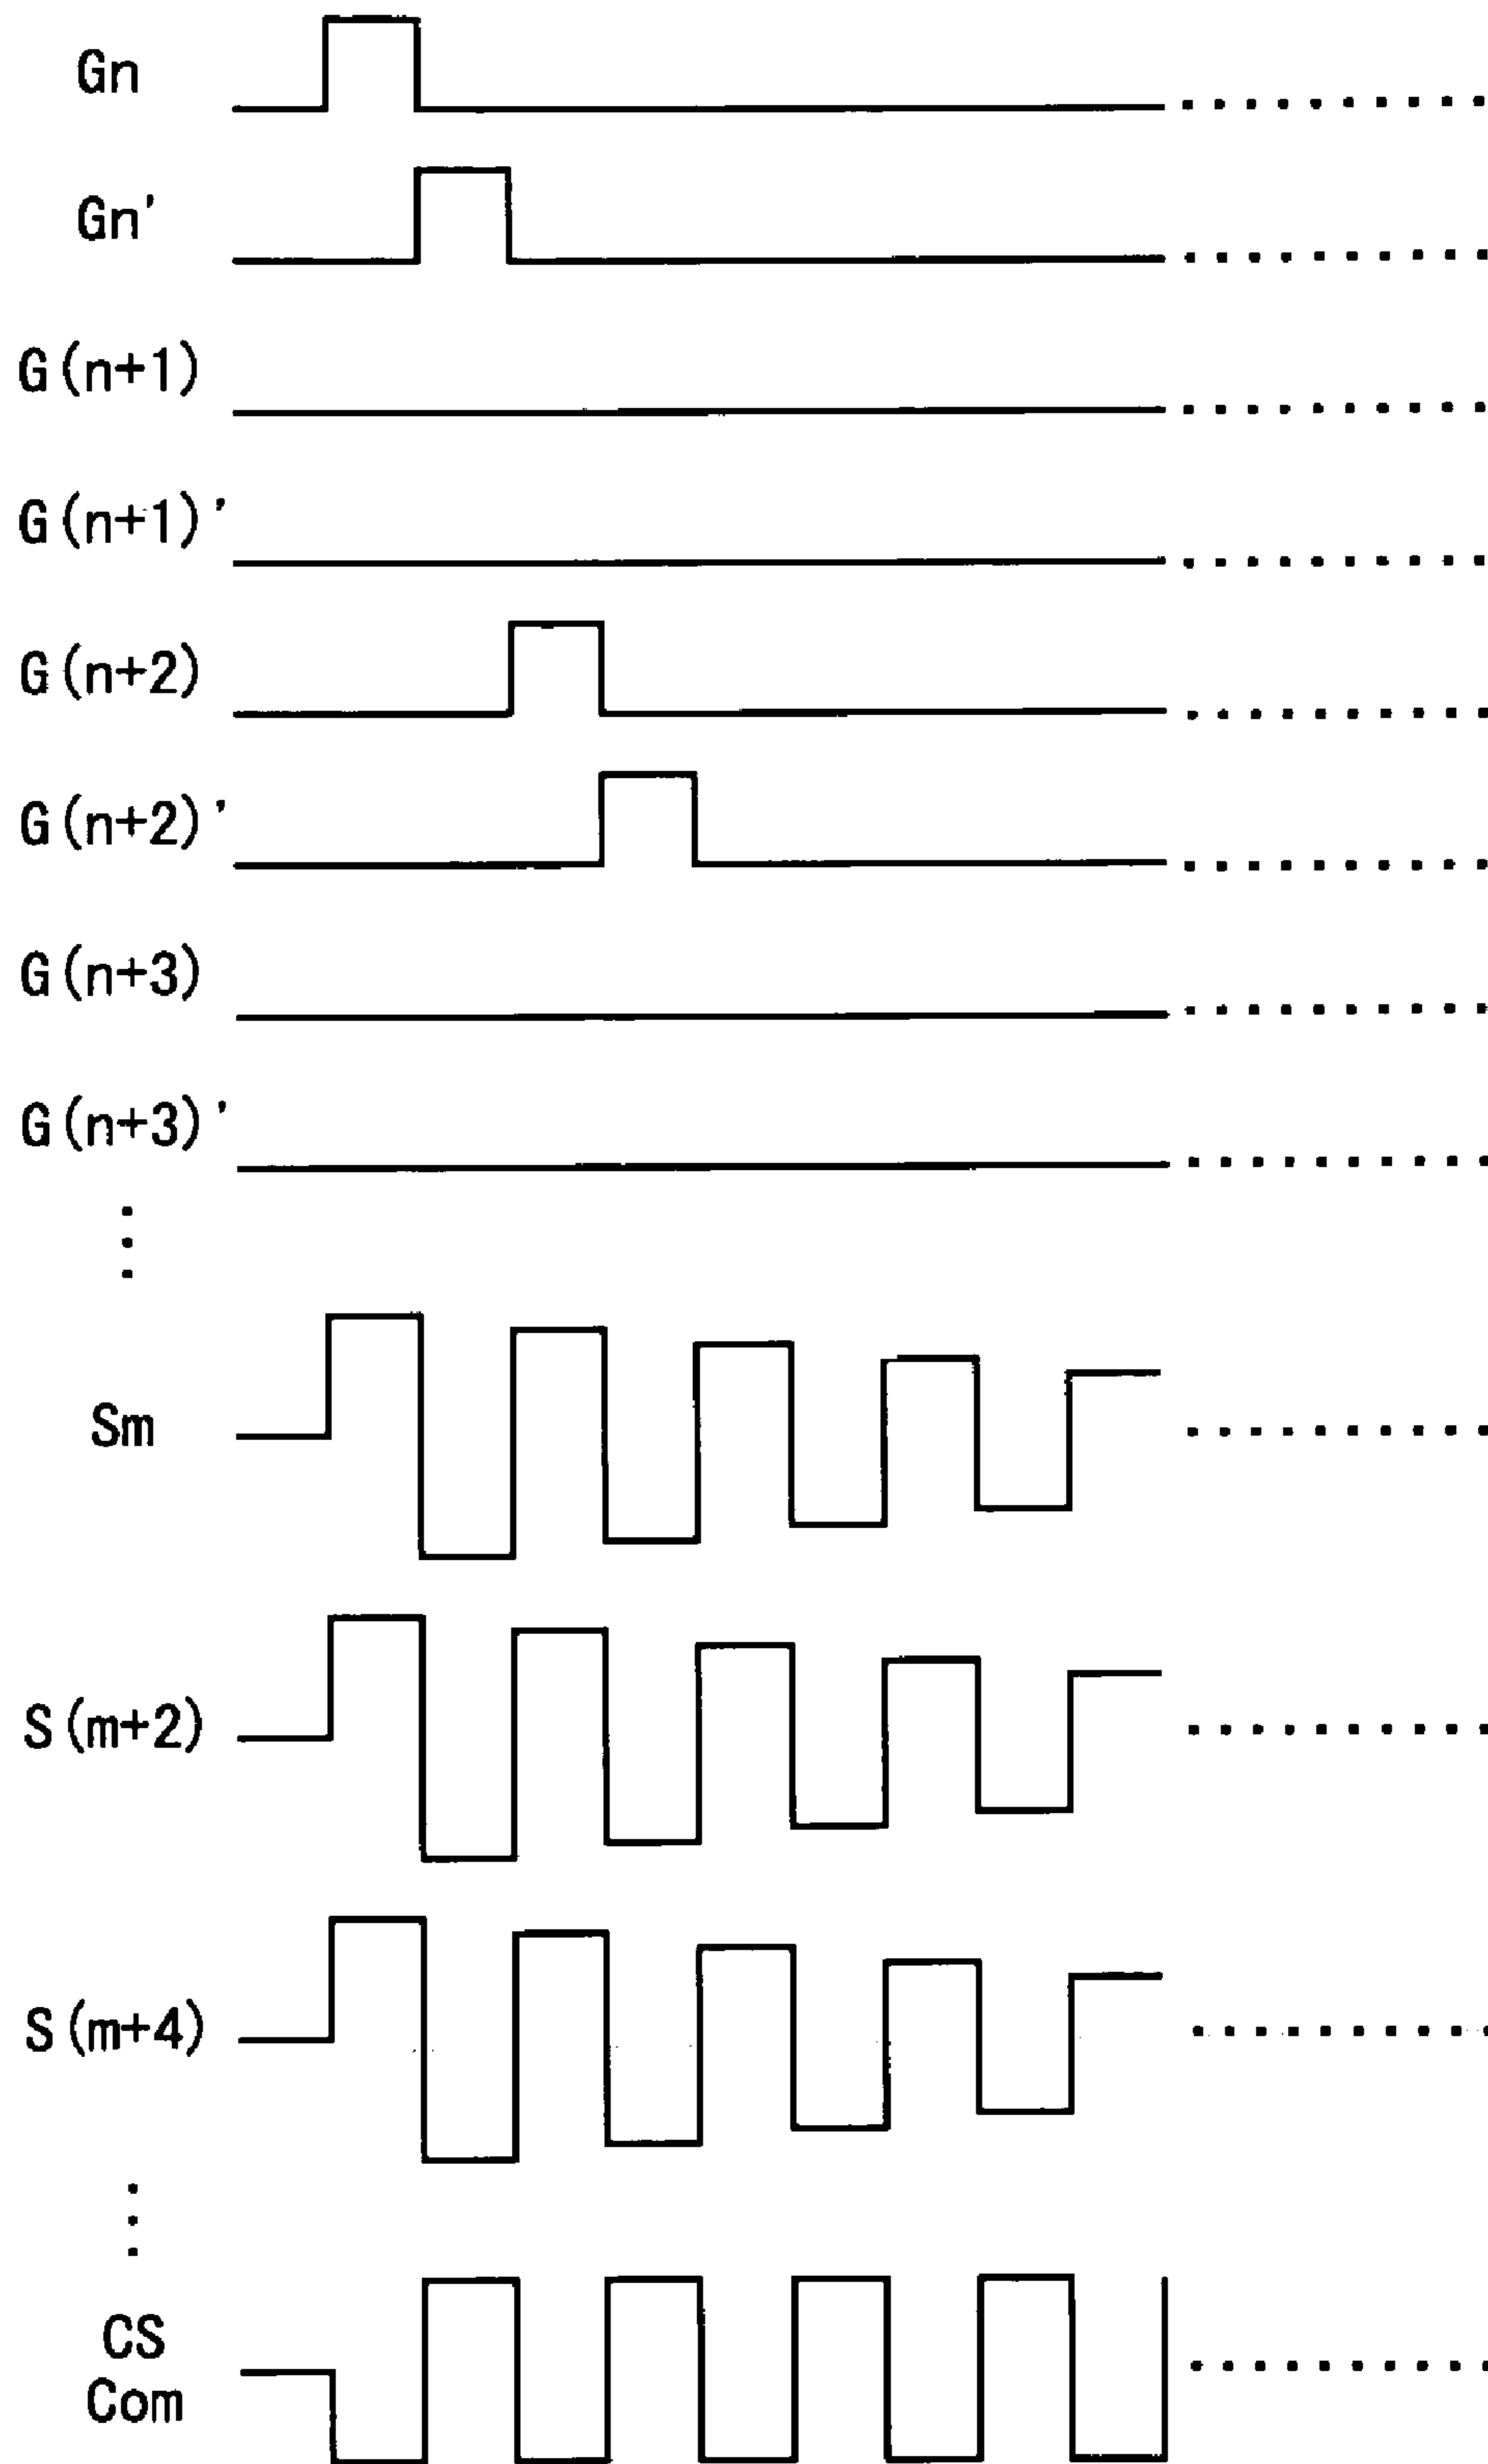 Gn
Gn'
G(n+1)
G(n+1)'
G(n+2)
G(n+2)'
G(n+3)
G(n+3)'
Sm
S(m+2)
S(m+4)
CS
Com